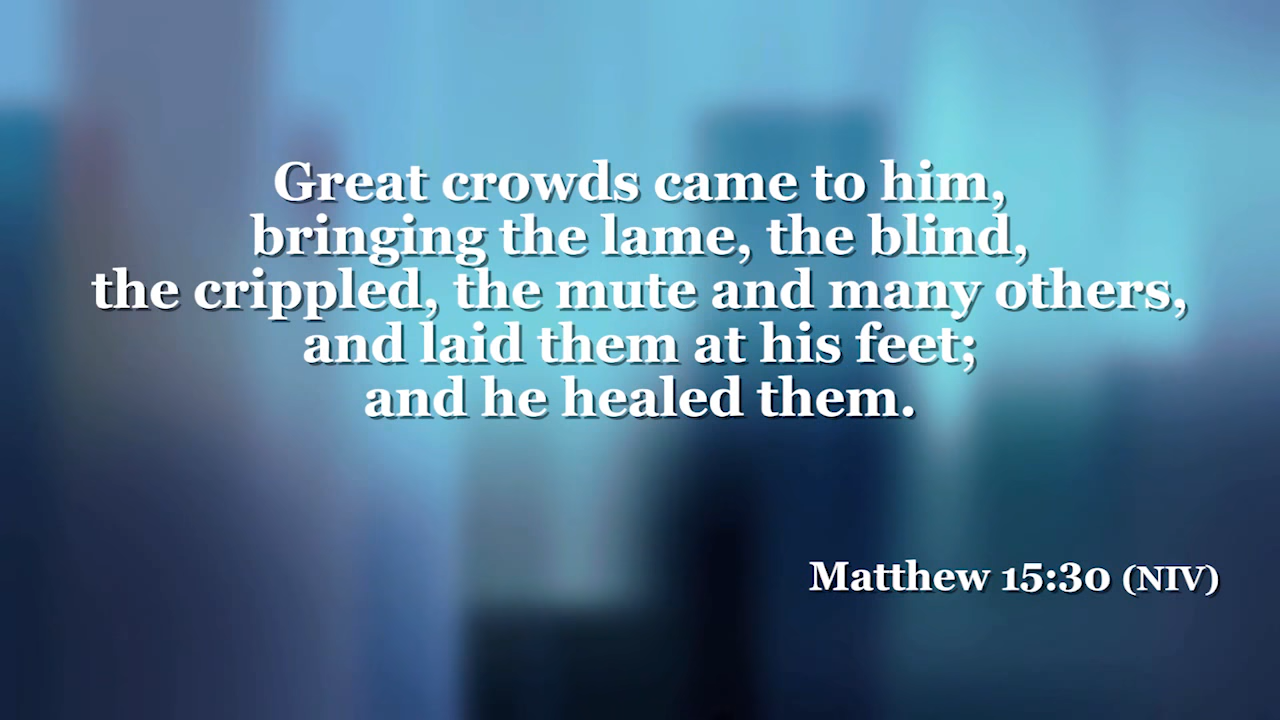 Great crowds came to him,
bringing the lame, the blind,
the crippled, the mute and many others,
and laid them at his feet;
and he healed them.
Matthew 15:30 (NIV)